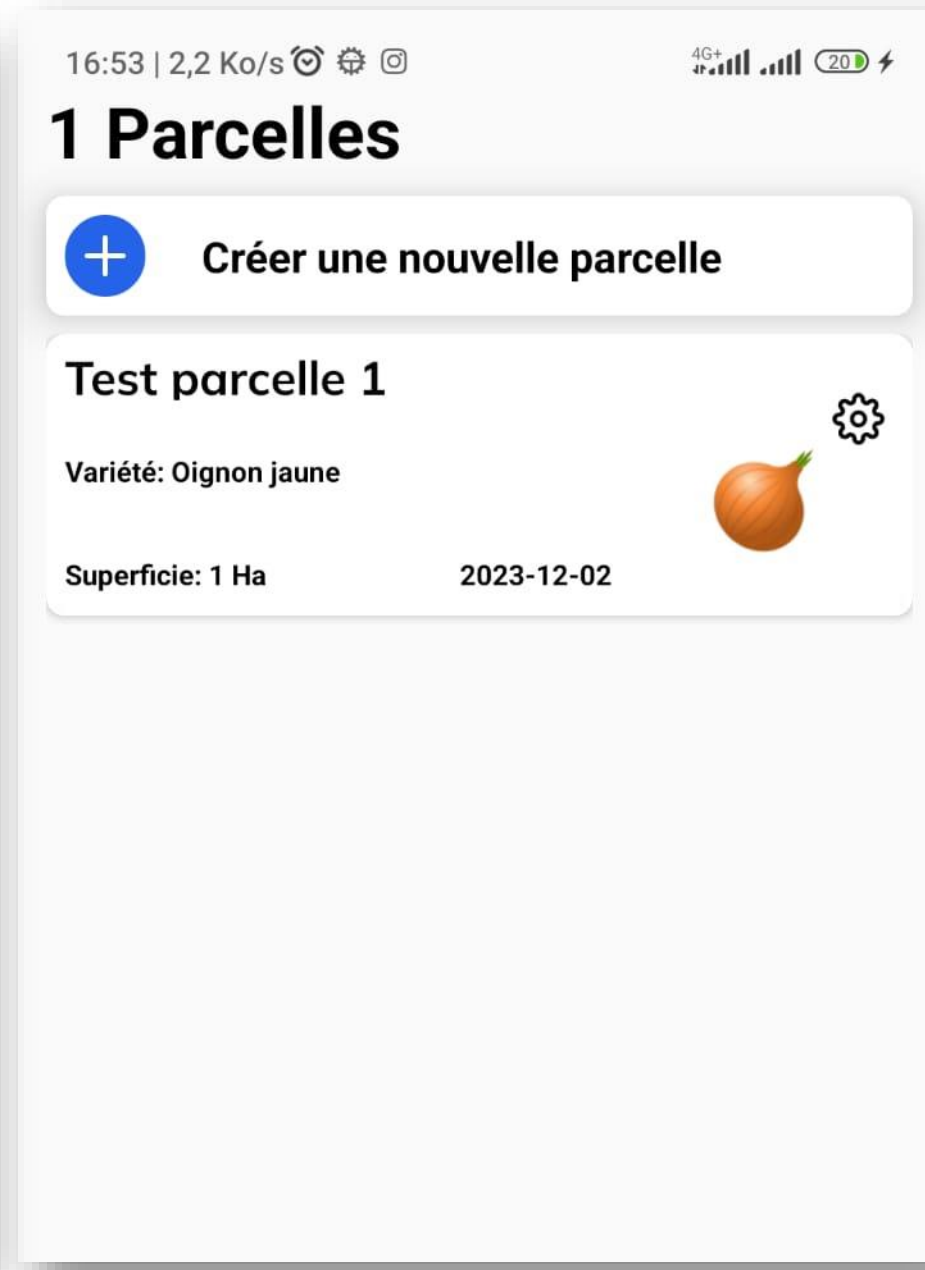 16:53 | 2,2 Ko/s 4G+ 20
1 Parcelles
Créer une nouvelle parcelle
Test parcelle 1
Variété: Oignon jaune
Superficie: 1 Ha 2023-12-02